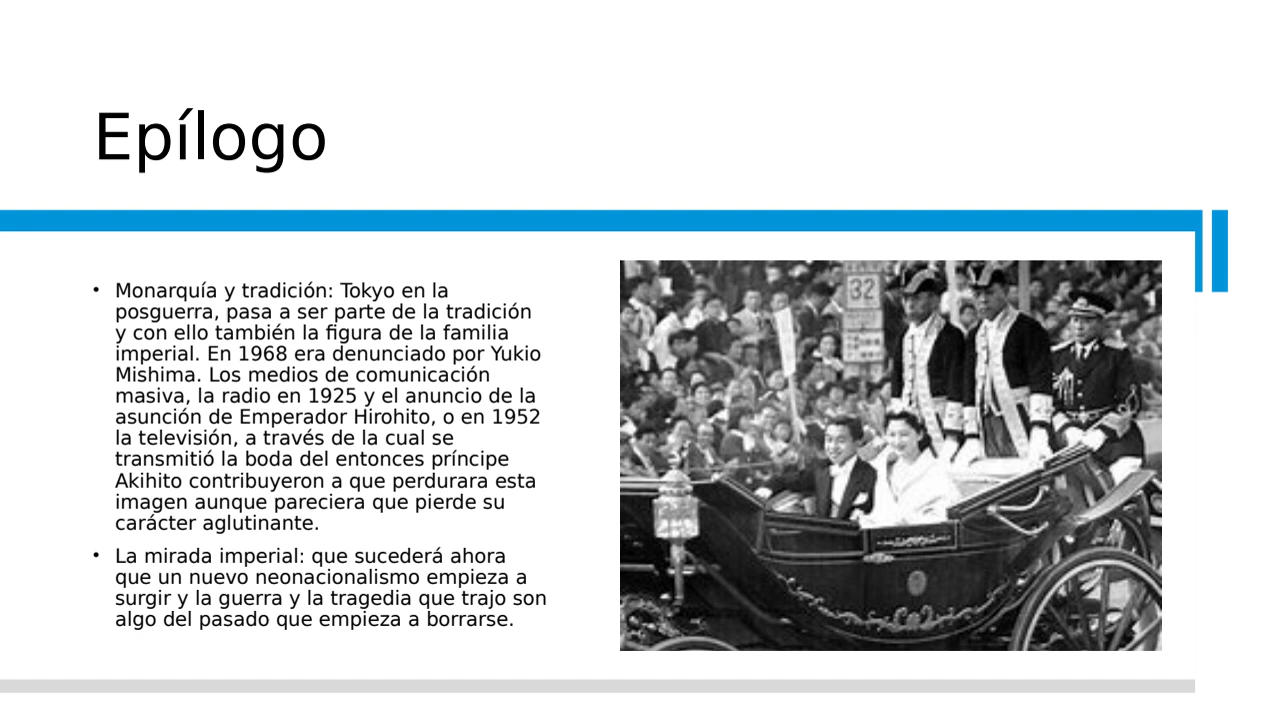 Epílogo
• Monarquía y tradición: Tokyo en la
posguerra, pasa a ser parte de la tradición
y con ello también la figura de la familia
imperial. En 1968 era denunciado por Yukio
Mishima. Los medios de comunicación
masiva, la radio en 1925 y el anuncio de la
asunción de Emperador Hirohito, o en 1952
la televisión, a través de la cual se
transmitió la boda del entonces príncipe
Akihito contribuyeron a que perdurara esta
imagen aunque pareciera que pierde su
carácter aglutinante.
• La mirada imperial: que sucederá ahora
que un nuevo neonacionalismo empieza a
surgir y la guerra y la tragedia que trajo son
algo del pasado que empieza a borrarse.
32